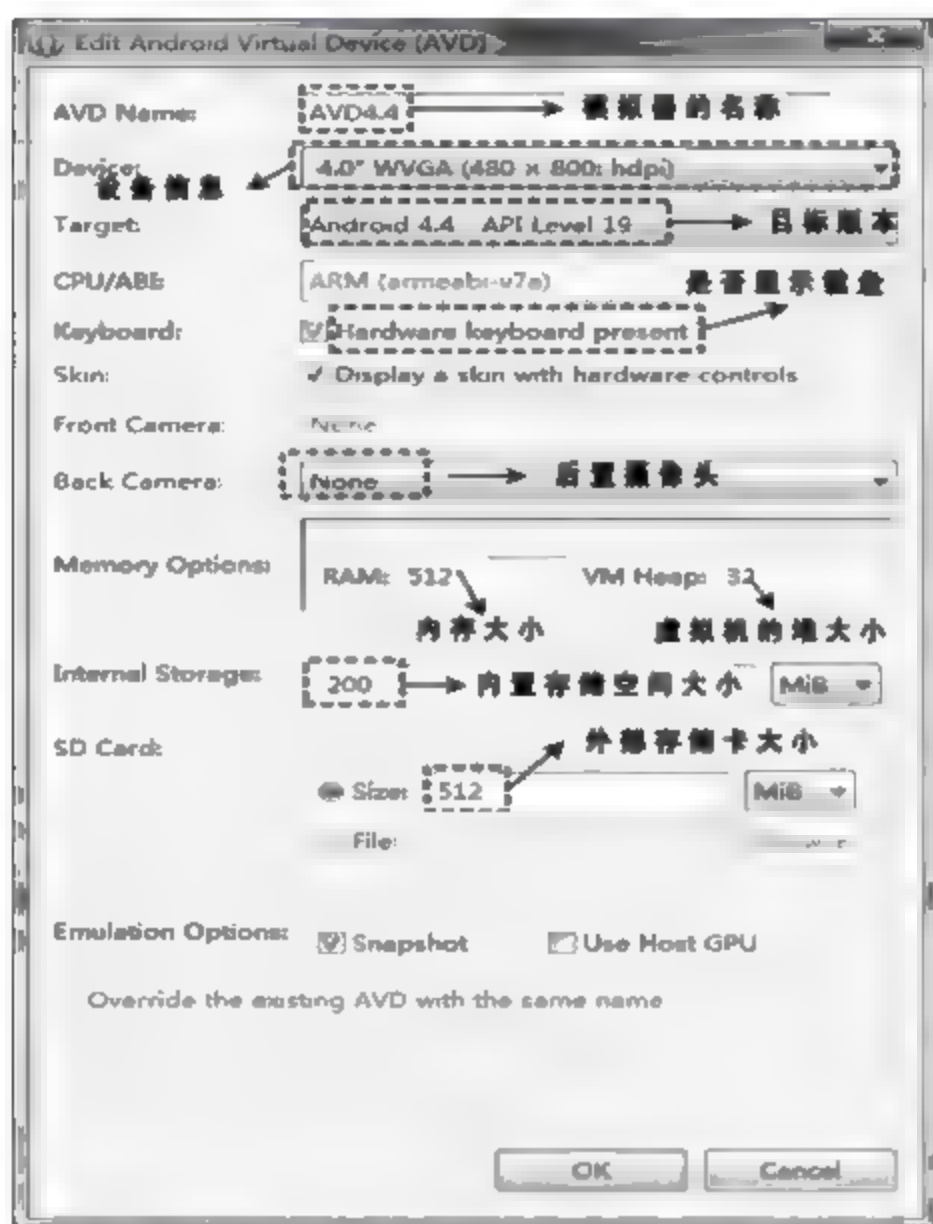 Edit Android Virtual Device (AVD)
AVD Name: AVD4.4 模拟器的名称
Device: 4.0" WVGA (480 × 800: hdpi)
设备信息
Target: Android 4.4 API Level 19 目标版本
CPU/ABI: ARM (armeabi-v7a) 是否显示键盘
Keyboard: Hardware keyboard present
Skin: Display a skin with hardware controls
Front Camera: None
Back Camera: None 后置摄像头
Memory Options: RAM: 512 VM Heap: 32
内存大小 虚拟机的堆大小
Internal Storage: 200 内置存储空间大小 MiB
SD Card: 外部存储卡大小
Size: 512 MiB
File:
Emulation Options: Snapshot Use Host GPU
Override the existing AVD with the same name
OK Cancel